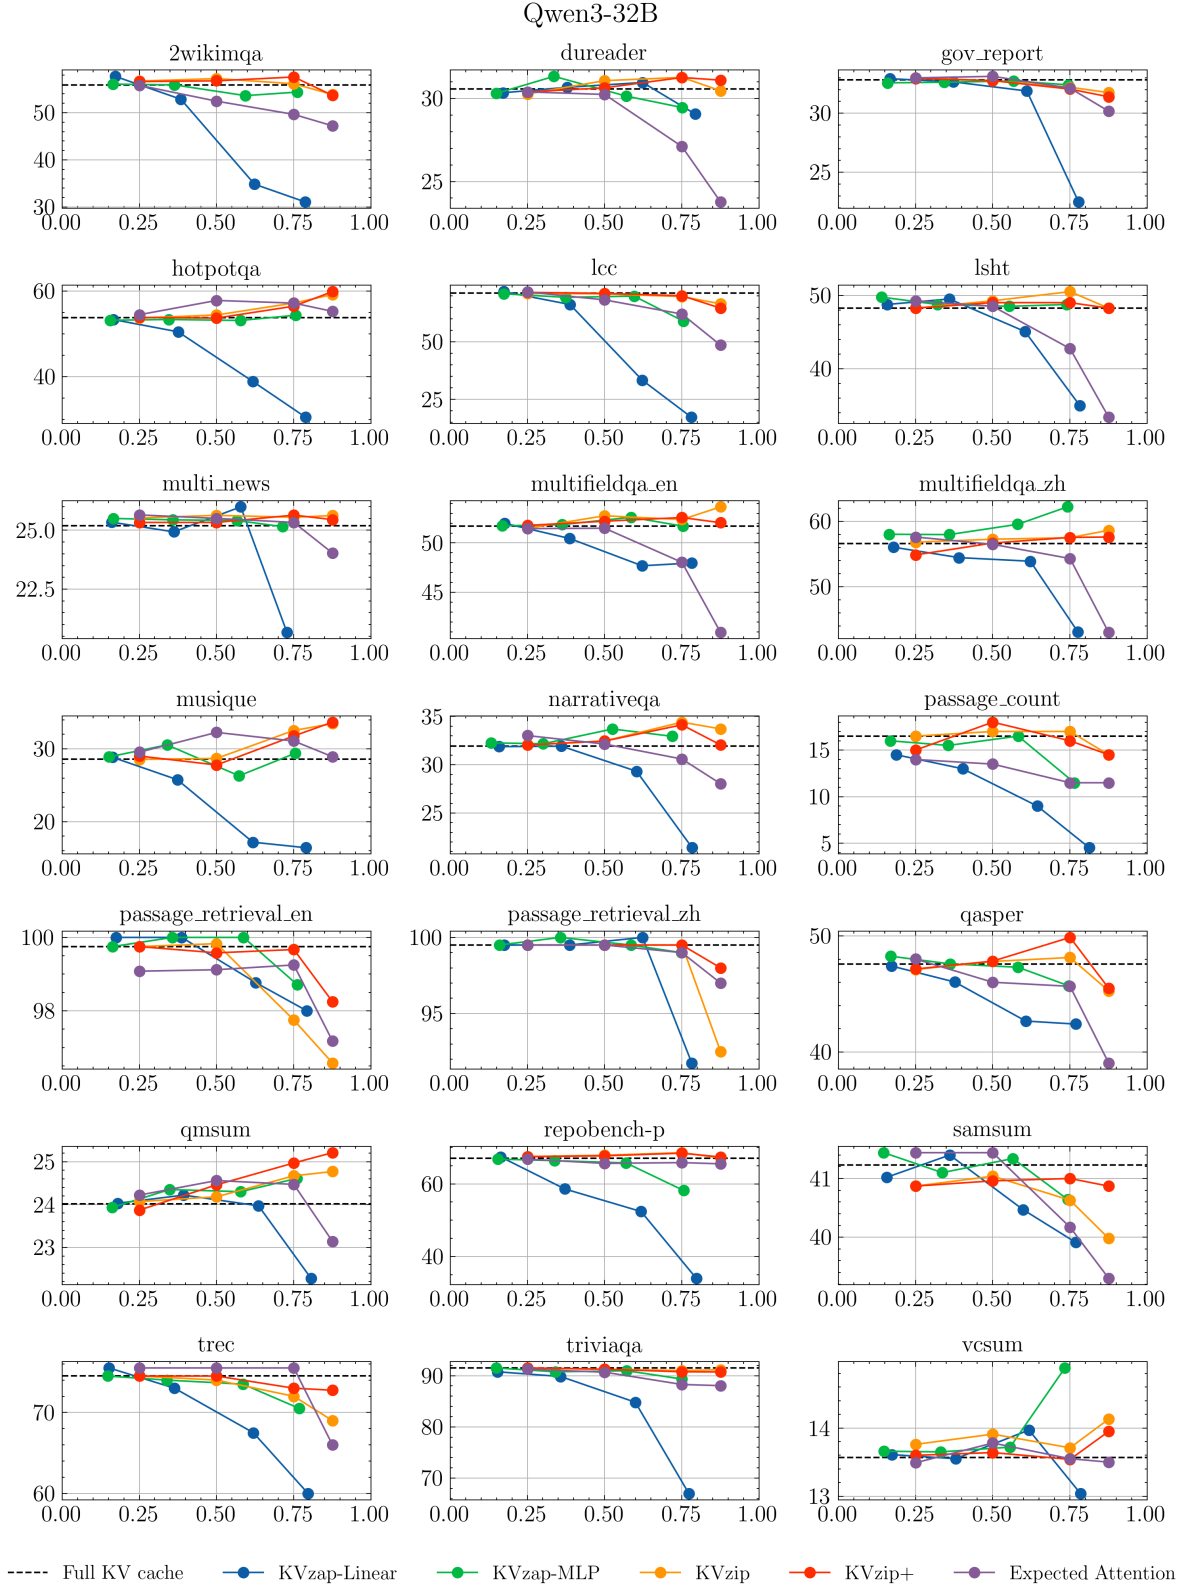 Qwen3-32B
2wikimqa
50
40
30
0.00 0.25 0.50 0.75 1.00
dureader
30
25
0.00 0.25 0.50 0.75 1.00
gov_report
30
25
0.00 0.25 0.50 0.75 1.00
hotpotqa
60
40
0.00 0.25 0.50 0.75 1.00
lcc
50
25
0.00 0.25 0.50 0.75 1.00
lsht
50
40
0.00 0.25 0.50 0.75 1.00
multi_news
25.0
22.5
0.00 0.25 0.50 0.75 1.00
multifieldqa_en
50
45
0.00 0.25 0.50 0.75 1.00
multifieldqa_zh
60
50
0.00 0.25 0.50 0.75 1.00
musique
30
20
0.00 0.25 0.50 0.75 1.00
narrativeqa
35
30
25
0.00 0.25 0.50 0.75 1.00
passage_count
15
10
5
0.00 0.25 0.50 0.75 1.00
passage_retrieval_en
100
98
0.00 0.25 0.50 0.75 1.00
passage_retrieval_zh
100
95
0.00 0.25 0.50 0.75 1.00
qasper
50
40
0.00 0.25 0.50 0.75 1.00
qmsum
25
24
23
0.00 0.25 0.50 0.75 1.00
repobench-p
60
40
0.00 0.25 0.50 0.75 1.00
samsum
41
40
0.00 0.25 0.50 0.75 1.00
trec
70
60
0.00 0.25 0.50 0.75 1.00
triviaqa
90
80
70
0.00 0.25 0.50 0.75 1.00
vcsum
14
13
0.00 0.25 0.50 0.75 1.00
Full KV cache KVzap-Linear KVzap-MLP KVzip KVzip+ Expected Attention